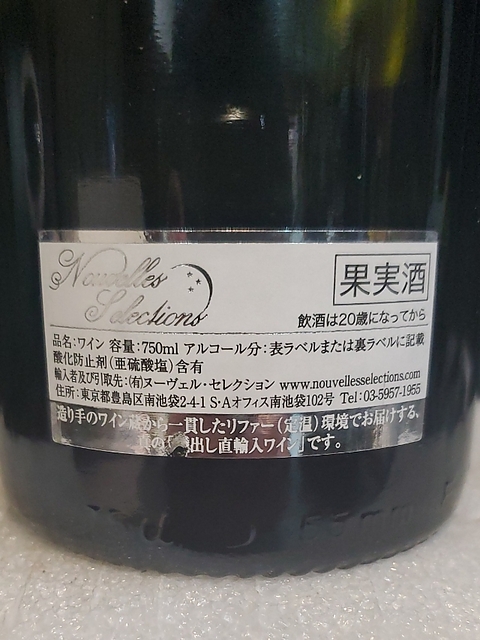 Nouvelles
Selections
果実酒
飲酒は20歳になってから
品名:ワイン 容量:750ml アルコール分:表ラベルまたは裏ラベルに記載
酸化防止剤(亜硫酸塩)含有
輸入者及び引取先:(有)ヌーヴェル・セレクション www.nouvellesselections.com
住所:東京都豊島区南池袋2-4-1 S・Aオフィス南池袋102号 Tel:03-5957-1955
造り手のワイン蔵から一貫したリファー(定温)環境でお届けする、
真の「 出し直輸入ワイン」です。